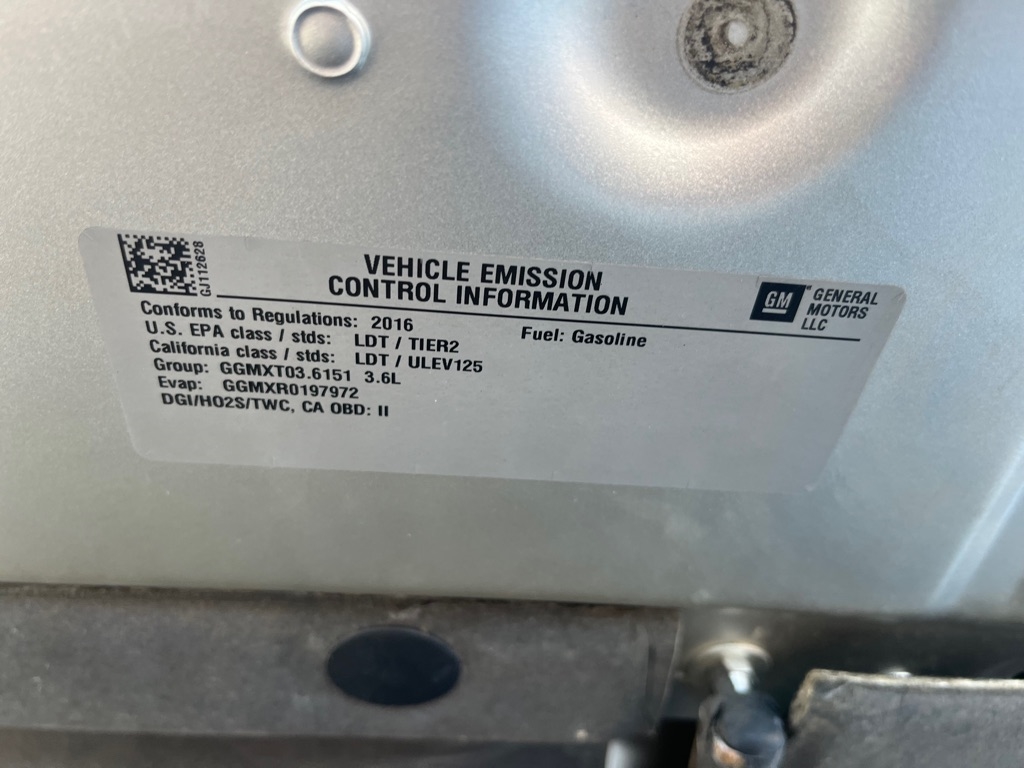 GJ112628
VEHICLE EMISSION
CONTROL INFORMATION
GM
GENERAL
MOTORS
LLC
Conforms to Regulations: 2016
Fuel: Gasoline
U.S. EPA class / stds: LDT / TIER2
California class / stds: LDT / ULEV125
Group: GGMXT03.6151 3.6L
Evap: GGMXR0197972
DGI/HO2S/TWC, CA OBD: II